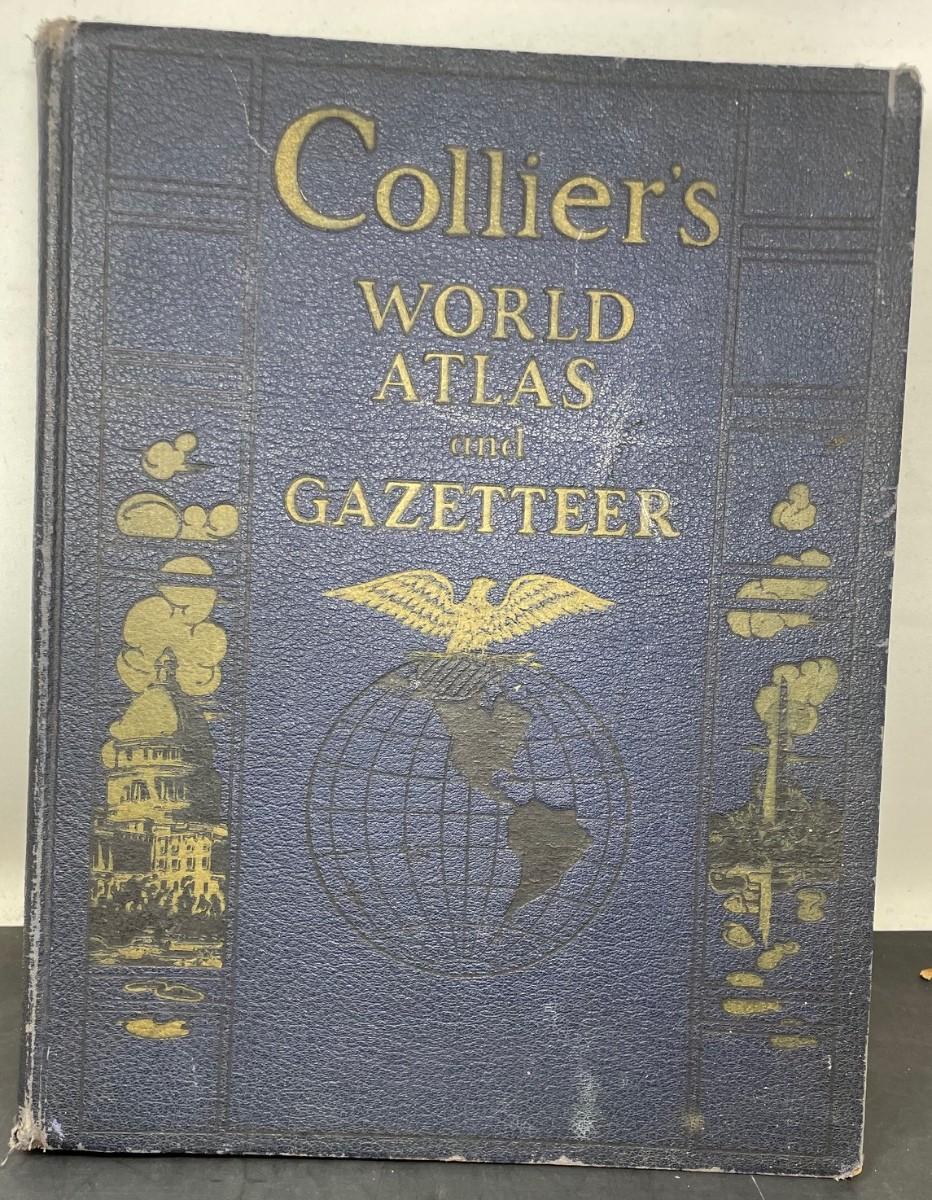 Collier's
WORLD
ATLAS
and
GAZETTEER